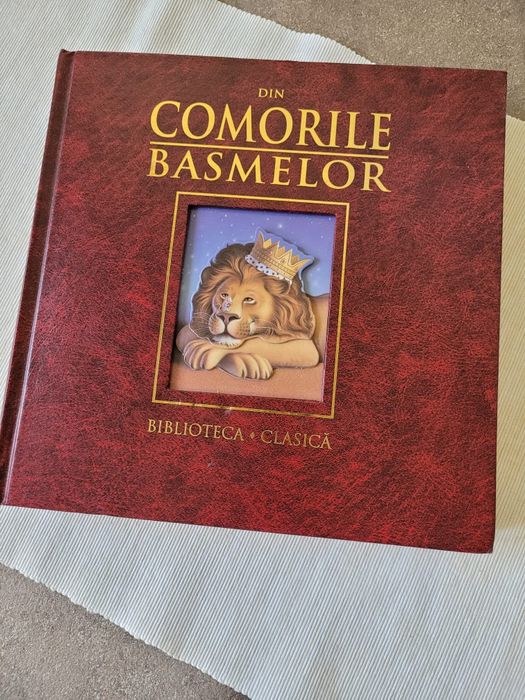 DIN
COMORILE
BASMELOR
BIBLIOTECA • CLASICĂ